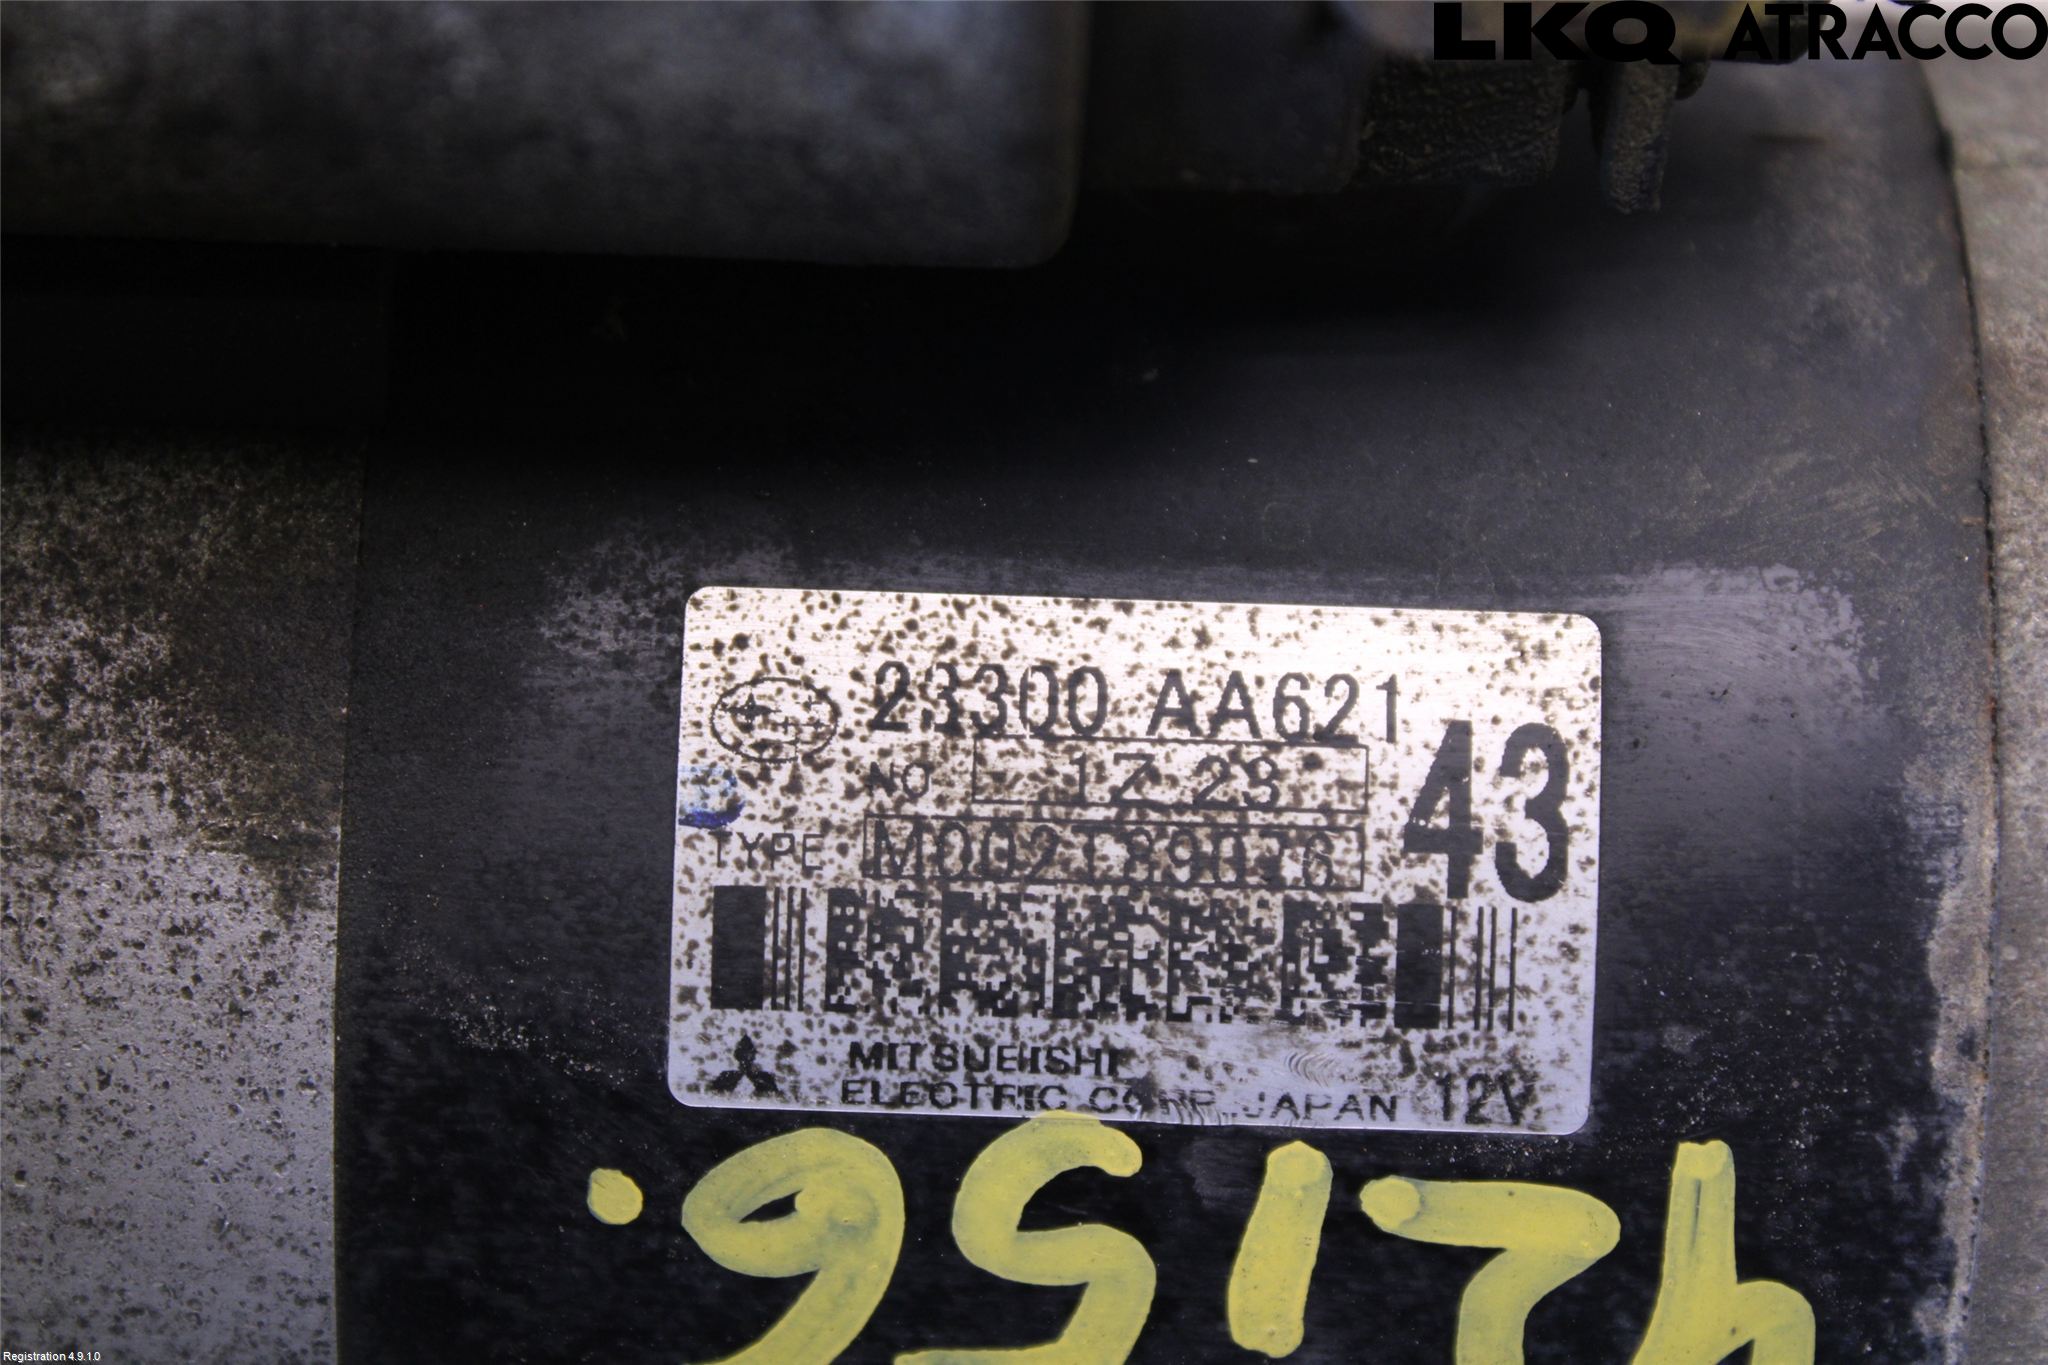 LKQ ATRACCO
23300 AA621
NO 1Z 23
43
TYPE M002T89076
MITSUBISHI
ELECTRIC CORP. JAPAN 12V
Registration 4.9.1.0